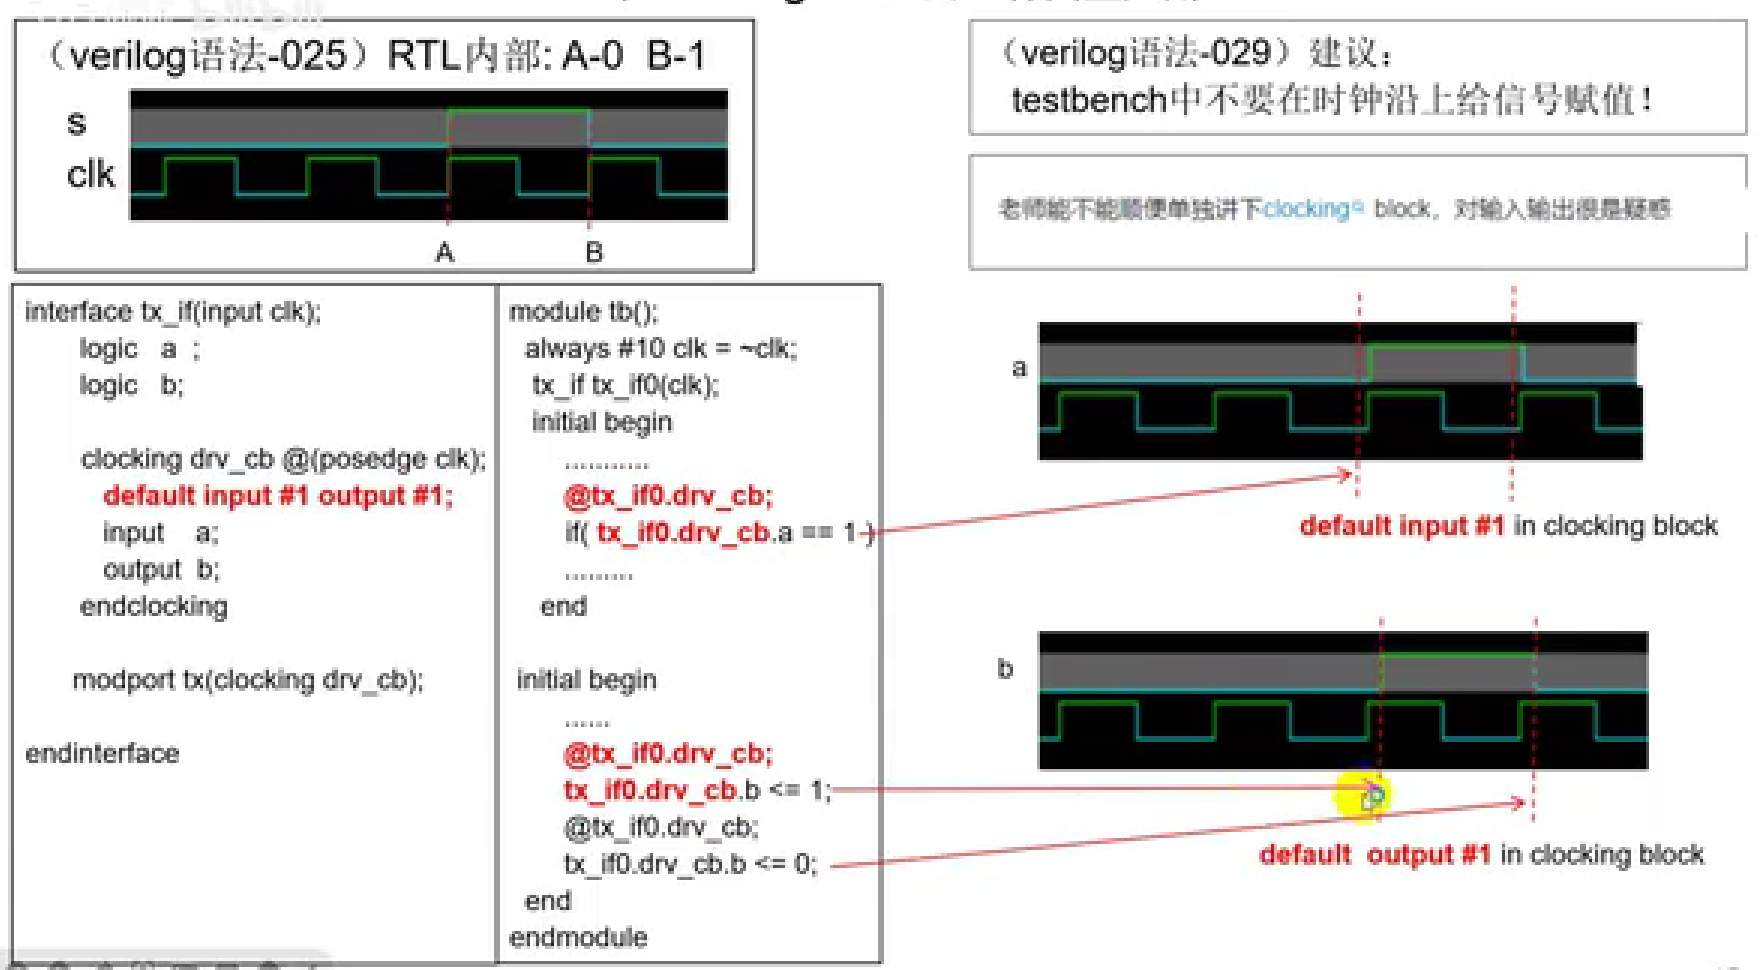 （verilog语法-025）RTL内部: A-0 B-1
s
clk
A B
（verilog语法-029）建议：
testbench中不要在时钟沿上给信号赋值！
老师能不能顺便单独讲下clocking block，对输入输出很是疑惑
interface tx_if(input clk);
logic a ;
logic b;
clocking drv_cb @(posedge clk);
default input #1 output #1;
input a;
output b;
endclocking
modport tx(clocking drv_cb);
endinterface
module tb();
always #10 clk = ~clk;
tx_if tx_if0(clk);
initial begin
...........
@tx_if0.drv_cb;
if( tx_if0.drv_cb.a == 1 )
.........
end
initial begin
......
@tx_if0.drv_cb;
tx_if0.drv_cb.b <= 1;
@tx_if0.drv_cb;
tx_if0.drv_cb.b <= 0;
end
endmodule
a
default input #1 in clocking block
b
default output #1 in clocking block